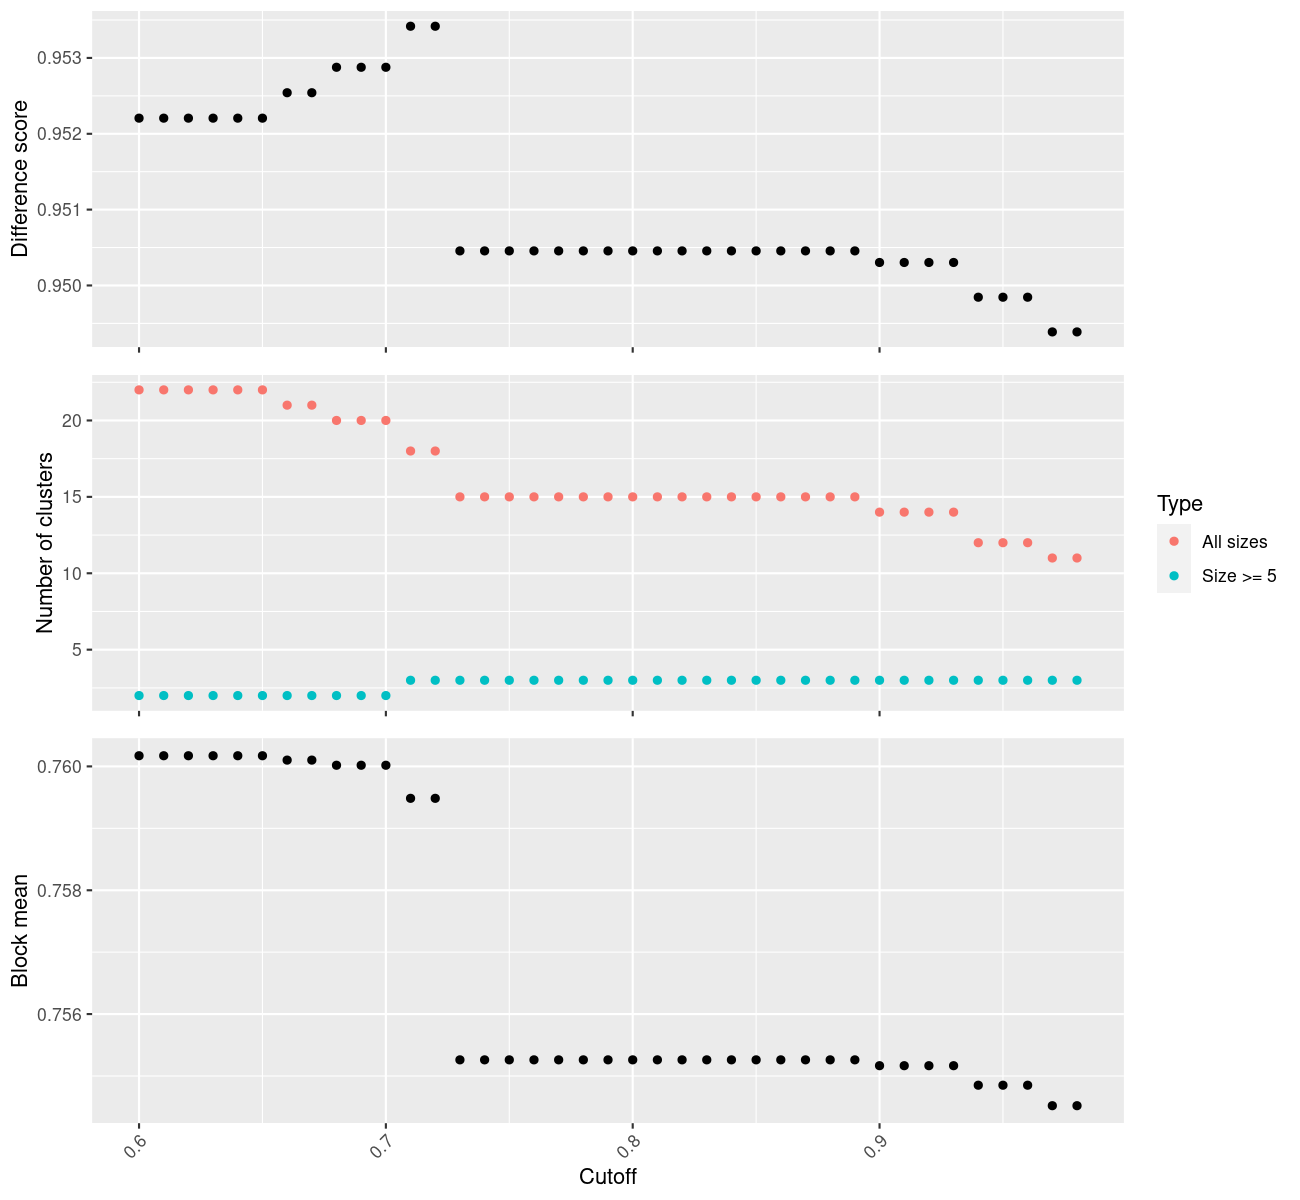 Difference score
0.953
0.952
0.951
0.950
Number of clusters
20
15
10
5
Type
All sizes
Size >= 5
Block mean
0.760
0.758
0.756
0.6
0.7
0.8
0.9
Cutoff